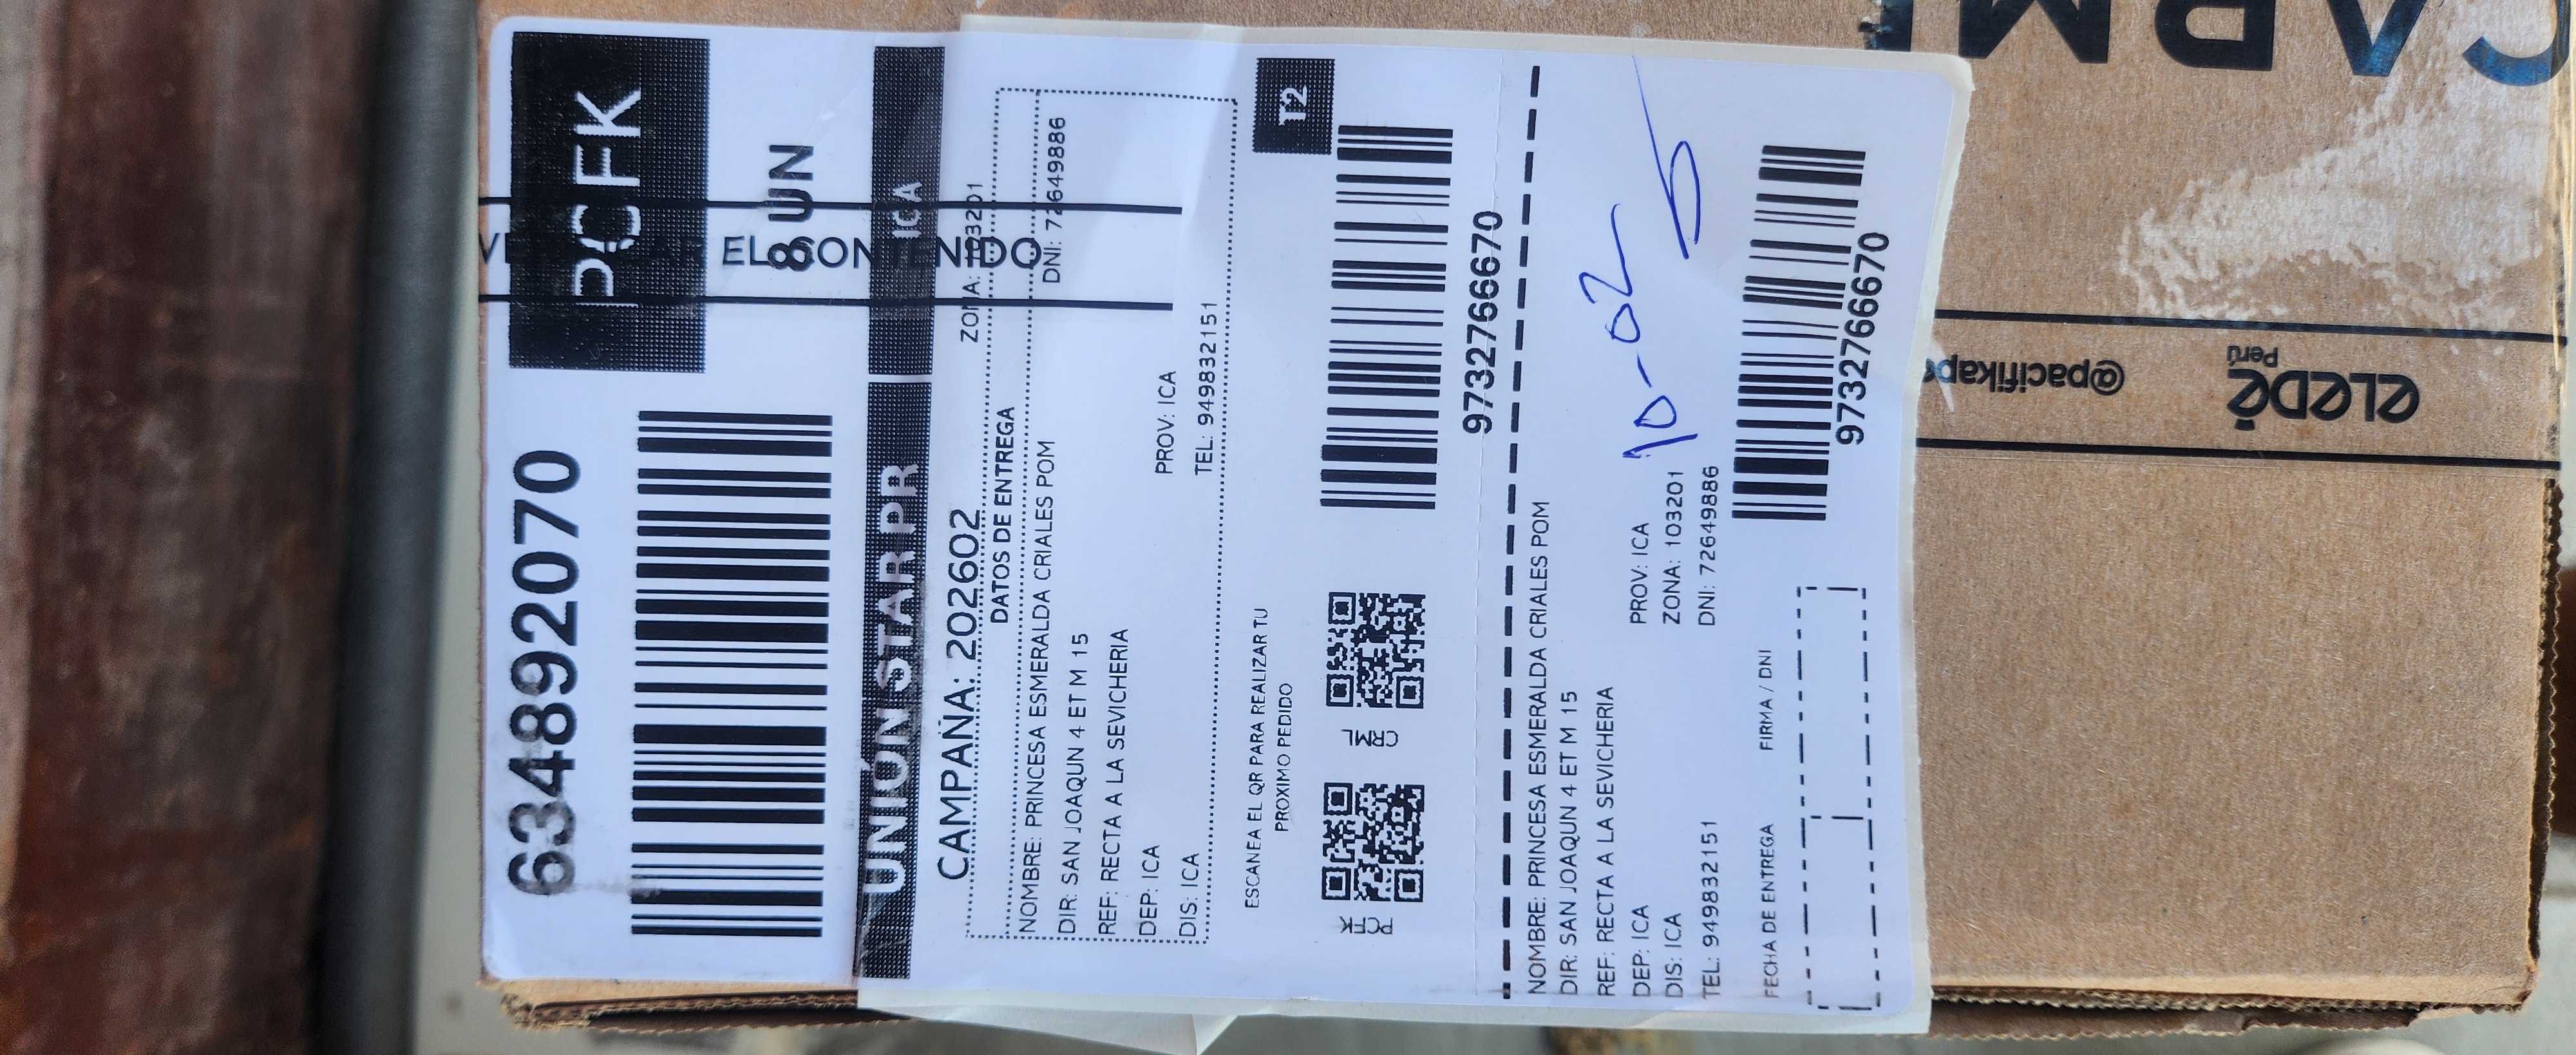 634892070
PCFK
8 UN
UNIÓN STAR PR
ICA
CAMPAÑA: 202602
ZONA: 103201
DATOS DE ENTREGA
NOMBRE: PRINCESA ESMERALDA CRIALES POM
DNI: 72649886
DIR: SAN JOAQUN 4 ET M 15
REF: RECTA A LA SEVICHERIA
DEP: ICA
PROV: ICA
DIS: ICA
TEL: 949832151
ESCANEA EL QR PARA REALIZAR TU
PROXIMO PEDIDO
T2
PCFK
CRML
9732766670
NOMBRE: PRINCESA ESMERALDA CRIALES POM
DIR: SAN JOAQUN 4 ET M 15
REF: RECTA A LA SEVICHERIA
DEP: ICA
PROV: ICA
DIS: ICA
ZONA: 103201
TEL: 949832151
DNI: 72649886
10-02
FECHA DE ENTREGA
FIRMA / DNI
9732766670
EL CONTENIDO
@pacifikape
eledé
Perú
CARM